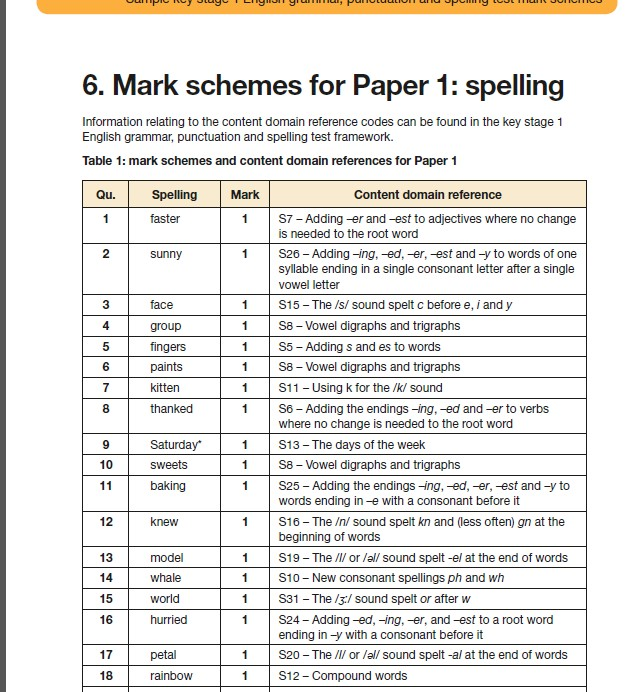 Sample key stage 1 English grammar, punctuation and spelling test mark schemes
6. Mark schemes for Paper 1: spelling
Information relating to the content domain reference codes can be found in the key stage 1
English grammar, punctuation and spelling test framework.
Table 1: mark schemes and content domain references for Paper 1
Qu. Spelling Mark Content domain reference
1 faster 1 S7 – Adding –er and –est to adjectives where no change
is needed to the root word
2 sunny 1 S26 – Adding –ing, –ed, –er, –est and –y to words of one
syllable ending in a single consonant letter after a single
vowel letter
3 face 1 S15 – The /s/ sound spelt c before e, i and y
4 group 1 S8 – Vowel digraphs and trigraphs
5 fingers 1 S5 – Adding s and es to words
6 paints 1 S8 – Vowel digraphs and trigraphs
7 kitten 1 S11 – Using k for the /k/ sound
8 thanked 1 S6 – Adding the endings –ing, –ed and –er to verbs
where no change is needed to the root word
9 Saturday* 1 S13 – The days of the week
10 sweets 1 S8 – Vowel digraphs and trigraphs
11 baking 1 S25 – Adding the endings –ing, –ed, –er, –est and –y to
words ending in –e with a consonant before it
12 knew 1 S16 – The /n/ sound spelt kn and (less often) gn at the
beginning of words
13 model 1 S19 – The /l/ or /əl/ sound spelt -el at the end of words
14 whale 1 S10 – New consonant spellings ph and wh
15 world 1 S31 – The /ɜː/ sound spelt or after w
16 hurried 1 S24 – Adding –ed, –ing, –er, and –est to a root word
ending in –y with a consonant before it
17 petal 1 S20 – The /l/ or /əl/ sound spelt -al at the end of words
18 rainbow 1 S12 – Compound words